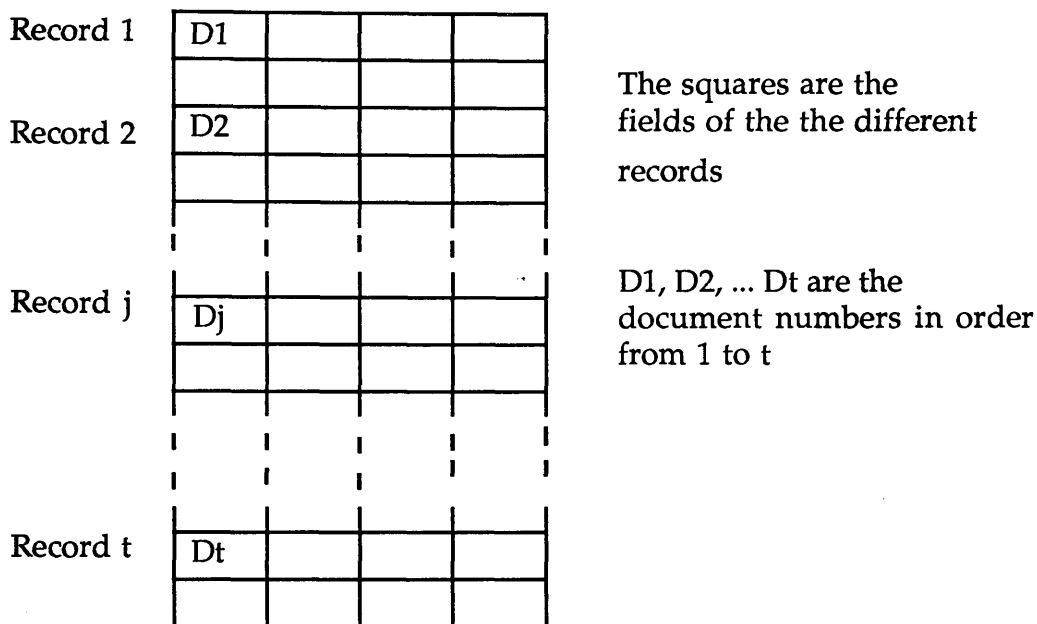 Record 1
D1
The squares are the
fields of the the different
records
Record 2
D2
Record j
Dj
D1, D2, ... Dt are the
document numbers in order
from 1 to t
Record t
Dt